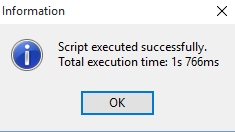 Information
Script executed successfully.
Total execution time: 1s 766ms
OK